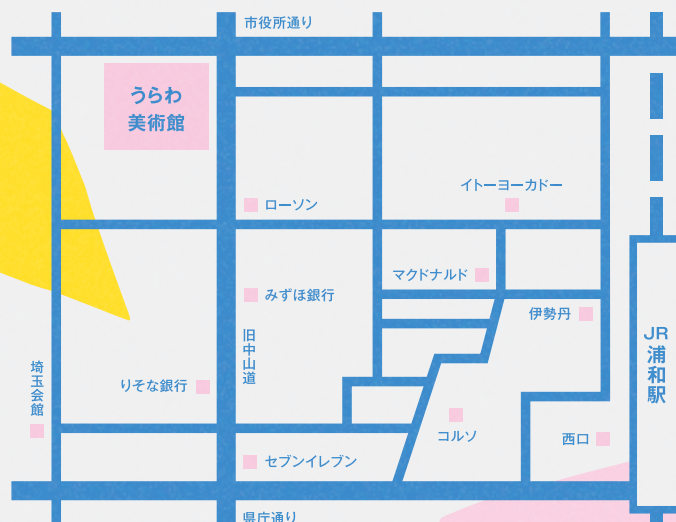 市役所通り
うらわ
美術館
イトーヨーカドー
ローソン
マクドナルド
みずほ銀行
伊勢丹
JR浦和駅
旧中山道
埼玉会館
りそな銀行
コルソ
西口
セブンイレブン
県庁通り